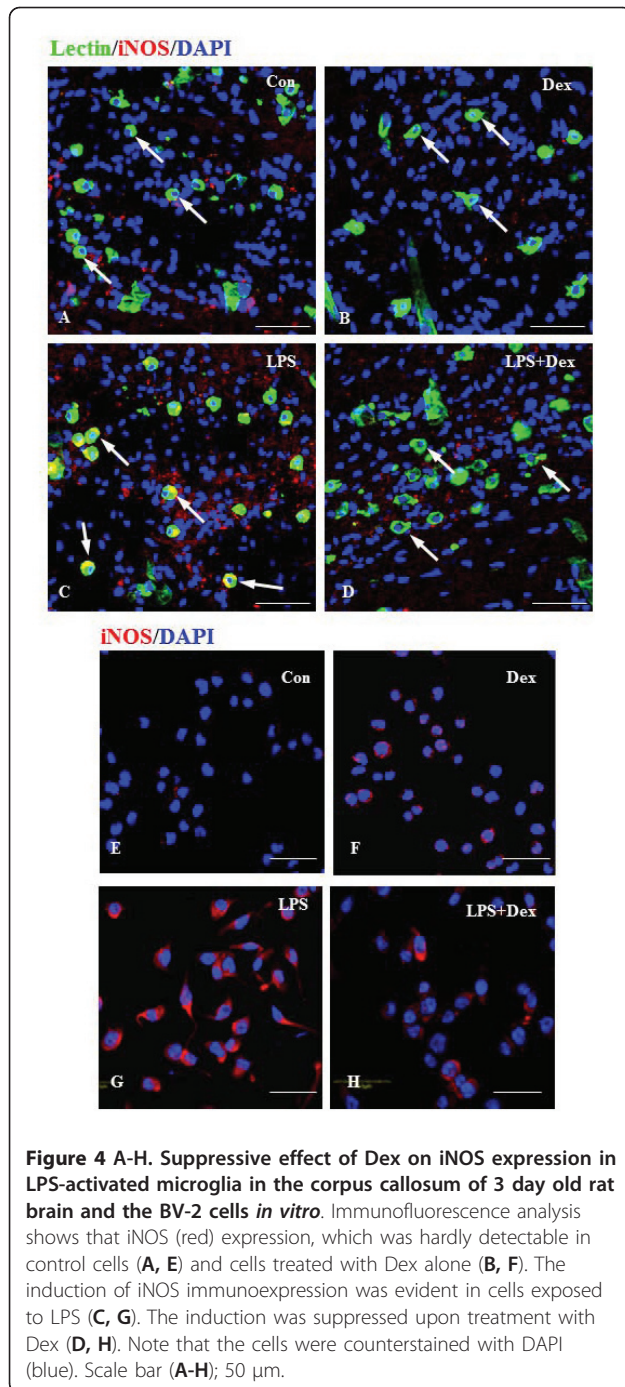 Lectin/iNOS/DAPI
Con
A
Dex
B
LPS
C
LPS+Dex
D
iNOS/DAPI
Con
E
Dex
F
LPS
G
LPS+Dex
H
Figure 4 A-H. Suppressive effect of Dex on iNOS expression in
LPS-activated microglia in the corpus callosum of 3 day old rat
brain and the BV-2 cells in vitro. Immunofluorescence analysis
shows that iNOS (red) expression, which was hardly detectable in
control cells (A, E) and cells treated with Dex alone (B, F). The
induction of iNOS immunoexpression was evident in cells exposed
to LPS (C, G). The induction was suppressed upon treatment with
Dex (D, H). Note that the cells were counterstained with DAPI
(blue). Scale bar (A-H); 50 μm.